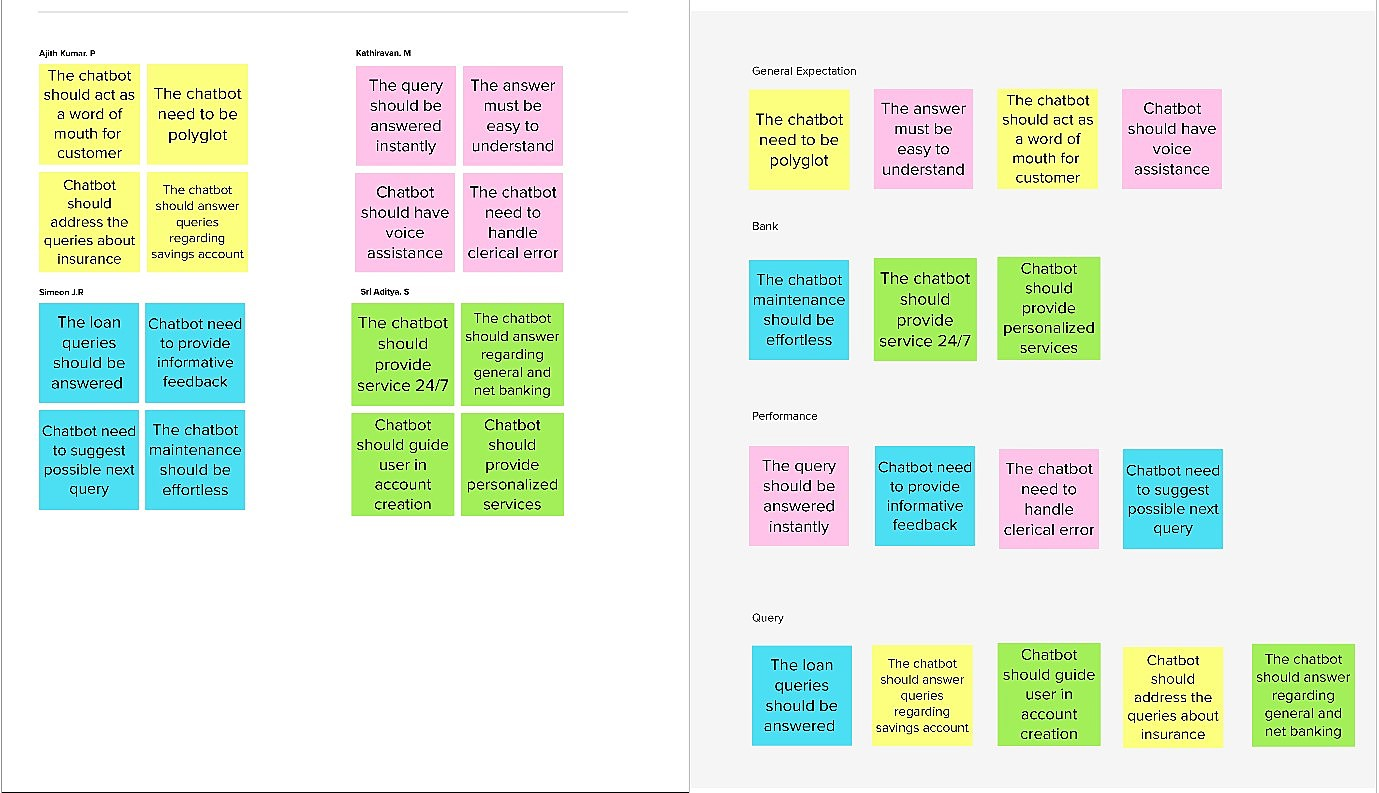 Ajith Kumar. P
The chatbot
should act as
a word of
mouth for
customer
The chatbot
need to be
polyglot
Chatbot
should
address the
queries about
insurance
The chatbot
should answer
queries
regarding
savings account
Kathiravan. M
The query
should be
answered
instantly
The answer
must be
easy to
understand
Chatbot
should have
voice
assistance
The chatbot
need to
handle
clerical error
Simeon J.R
The loan
queries
should be
answered
Chatbot need
to provide
informative
feedback
Chatbot need
to suggest
possible next
query
The chatbot
maintenance
should be
effortless
Sri Aditya. S
The chatbot
should
provide
service 24/7
The chatbot
should answer
regarding
general and
net banking
Chatbot
should guide
user in
account
creation
Chatbot
should
provide
personalized
services
General Expectation
The chatbot
need to be
polyglot
The answer
must be
easy to
understand
The chatbot
should act as
a word of
mouth for
customer
Chatbot
should have
voice
assistance
Bank
The chatbot
maintenance
should be
effortless
The chatbot
should
provide
service 24/7
Chatbot
should
provide
personalized
services
Performance
The query
should be
answered
instantly
Chatbot need
to provide
informative
feedback
The chatbot
need to
handle
clerical error
Chatbot need
to suggest
possible next
query
Query
The loan
queries
should be
answered
The chatbot
should answer
queries
regarding
savings account
Chatbot
should guide
user in
account
creation
Chatbot
should
address the
queries about
insurance
The chatbot
should answer
regarding
general and
net banking